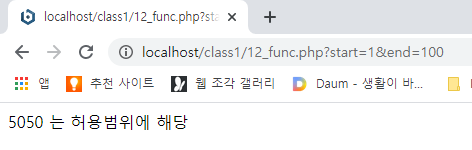 localhost/class1/12_func.php?sta
localhost/class1/12_func.php?start=1&end=100
앱 추천 사이트 웹 조각 갤러리 Daum - 생활이 바...
5050 는 허용범위에 해당